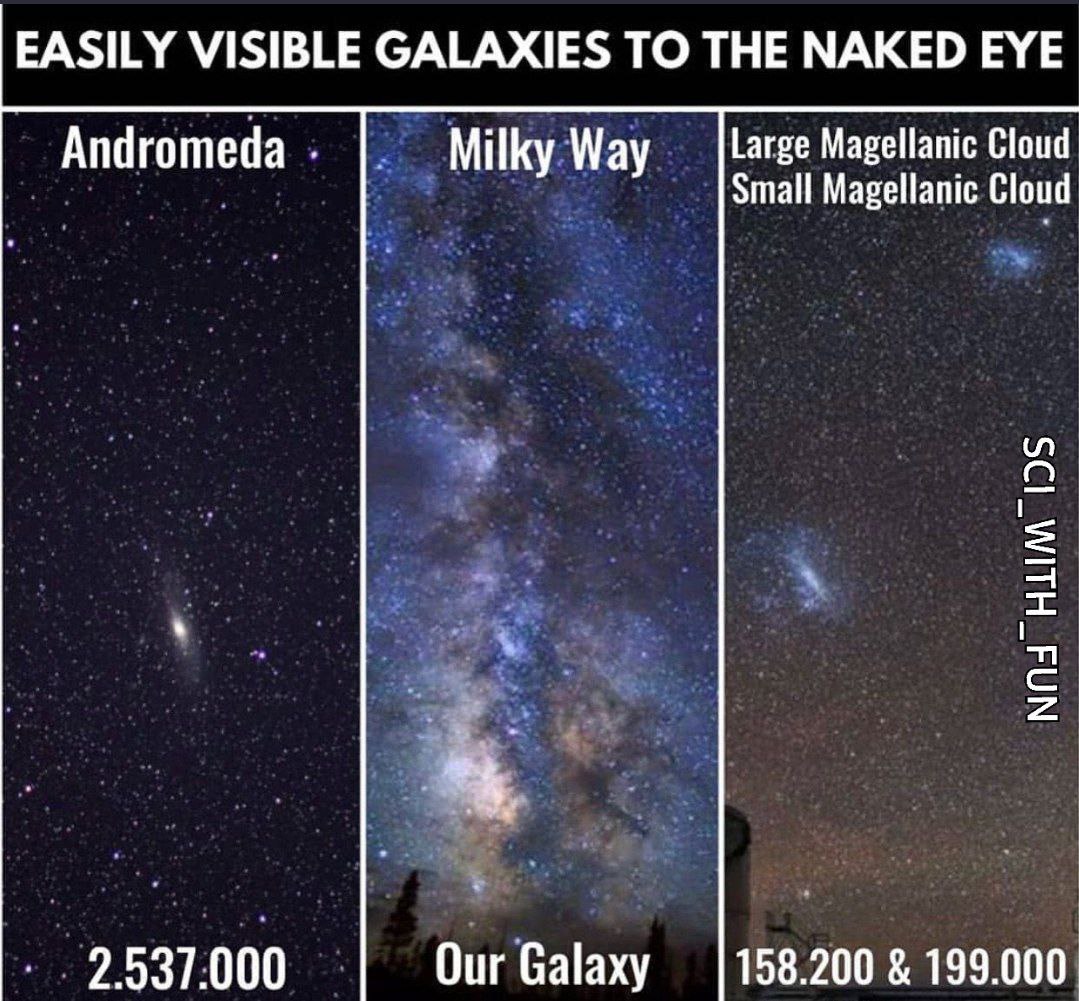 EASILY VISIBLE GALAXIES TO THE NAKED EYE
Andromeda
2.537.000
Milky Way
Our Galaxy
Large Magellanic Cloud
Small Magellanic Cloud
158.200 & 199.000
SCI_WITH_FUN